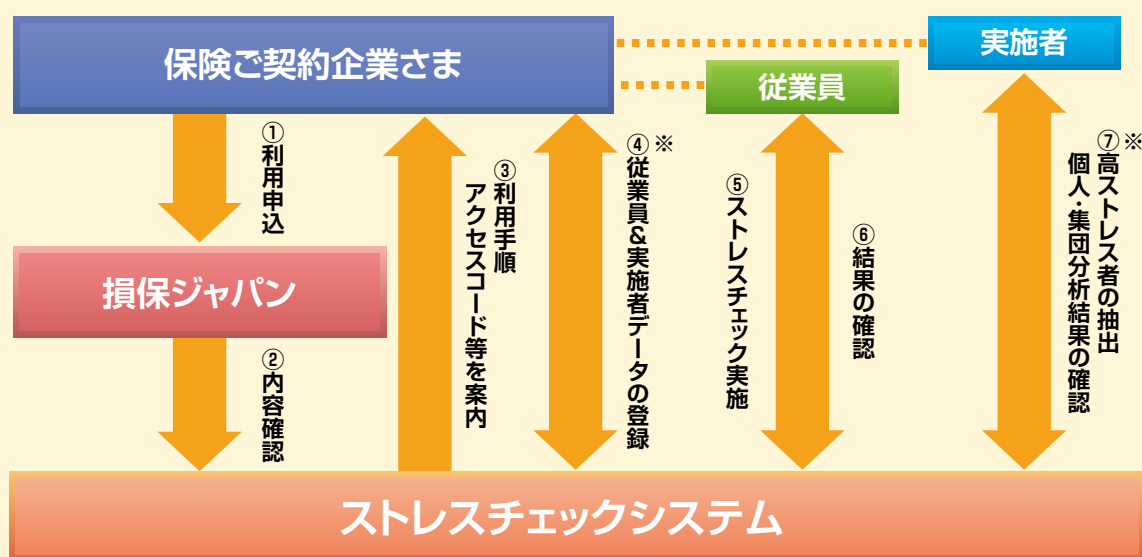 保険ご契約企業さま
実施者
従業員
①利用申込
損保ジャパン
②内容確認
③利用手順
アクセスコード等を案内
④※従業員&実施者データの登録
⑤ストレスチェック実施
⑥結果の確認
⑦※高ストレス者の抽出
個人・集団分析結果の確認
ストレスチェックシステム